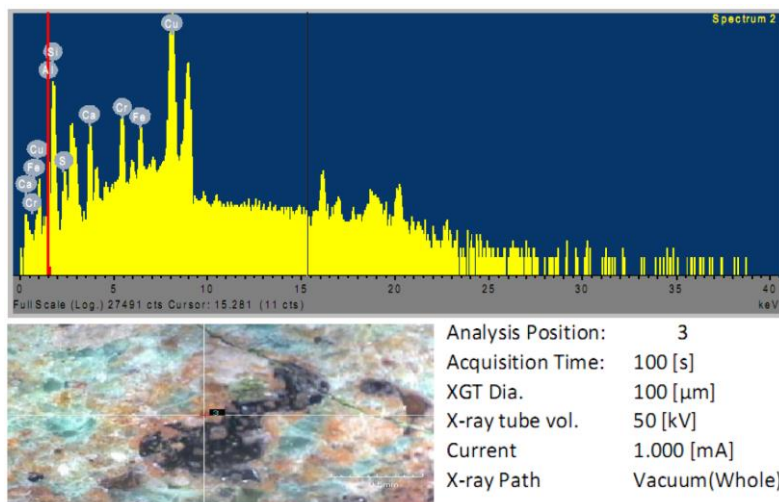 Spectrum 2
Cu
Si
Al
Ca
Cr
Fe
Cu
S
Fe
Ca
Cr
0 5 10 15 20 25 30 35 40
Full Scale (Log.) 27491 cts Cursor: 15.281 (11 cts) keV
Analysis Position: 3
Acquisition Time: 100 [s]
XGT Dia. 100 [μm]
X-ray tube vol. 50 [kV]
Current 1.000 [mA]
X-ray Path Vacuum(Whole)
3